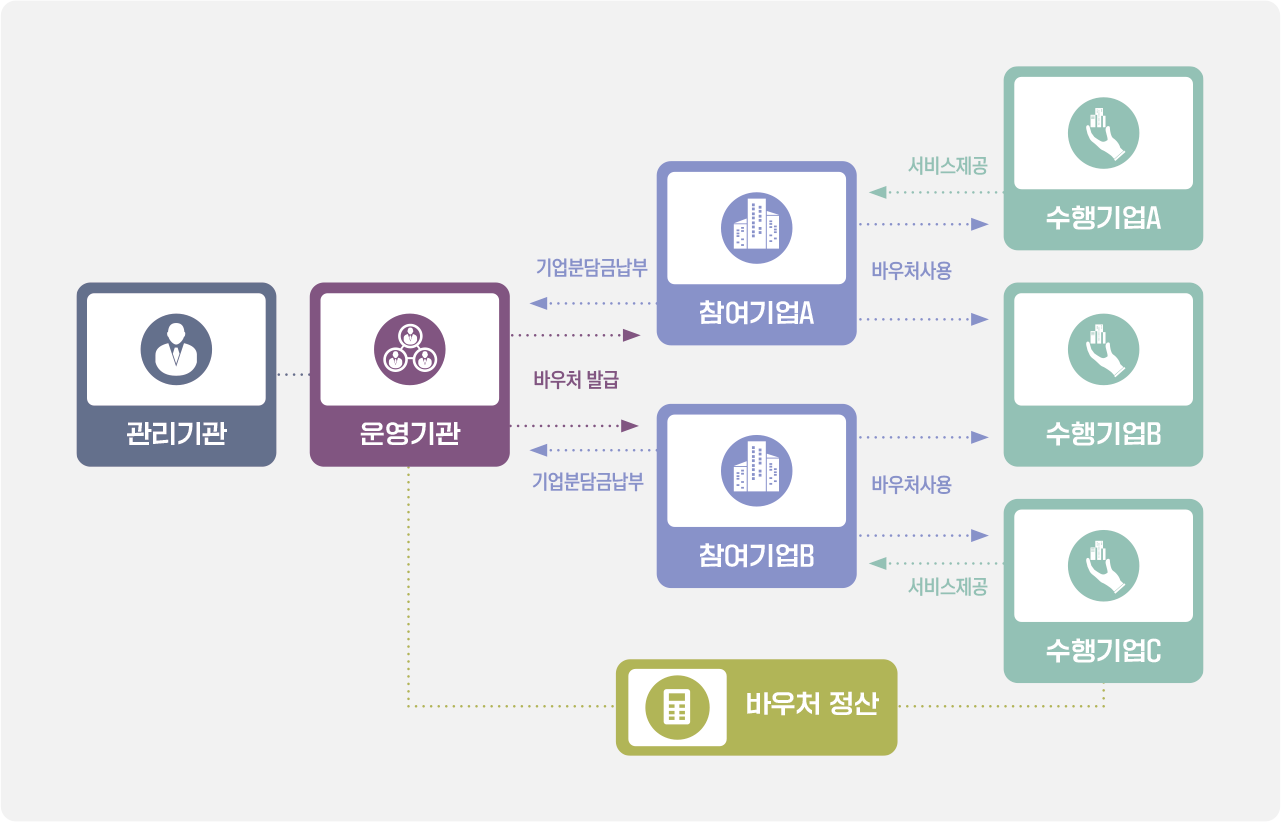 관리기관
운영기관
기업분담금납부
바우처 발급
기업분담금납부
참여기업A
참여기업B
서비스제공
바우처사용
바우처사용
서비스제공
수행기업A
수행기업B
수행기업C
바우처 정산